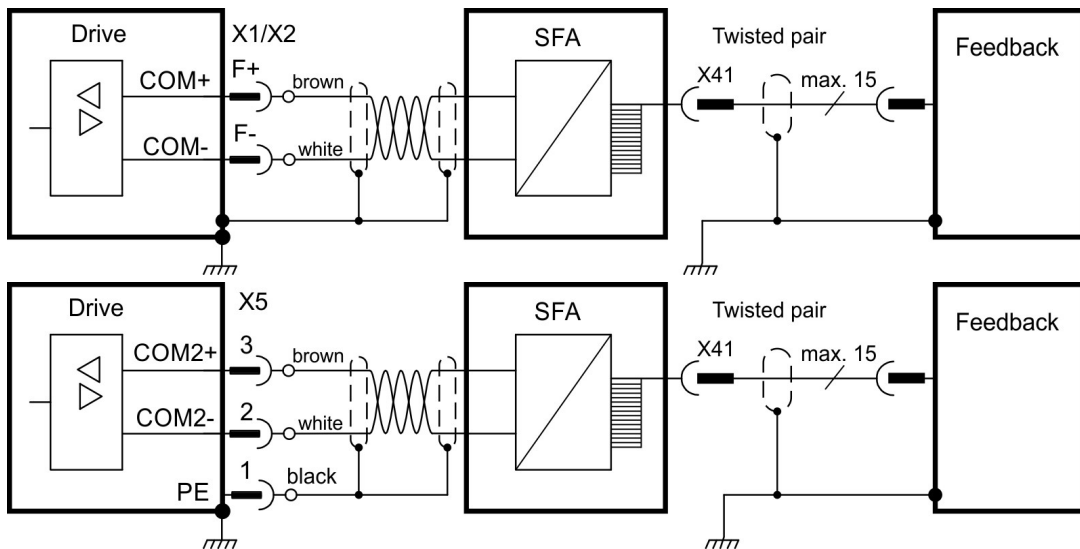 Drive
X1/X2
SFA
Twisted pair
Feedback
COM+
F+
brown
X41
max. 15
COM-
F-
white
Drive
X5
SFA
Twisted pair
Feedback
COM2+
3
brown
X41
max. 15
COM2-
2
white
PE
1
black